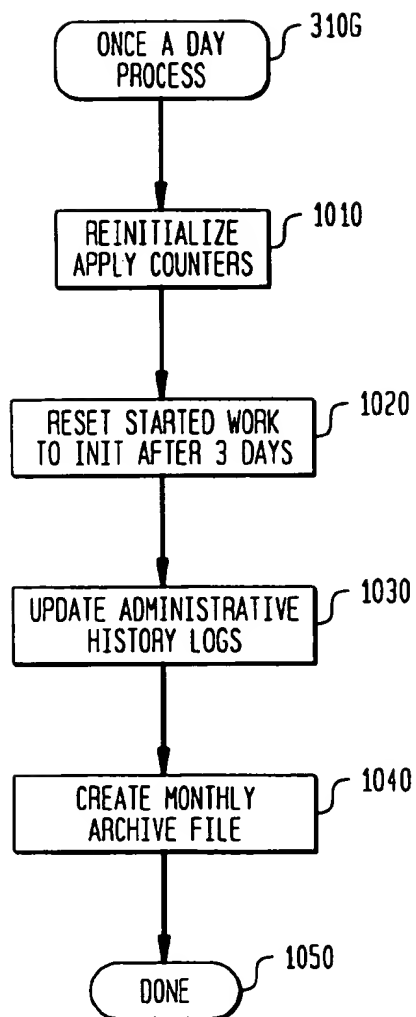 ONCE A DAY
PROCESS
310G
REINITIALIZE
APPLY COUNTERS
1010
RESET STARTED WORK
TO INIT AFTER 3 DAYS
1020
UPDATE ADMINISTRATIVE
HISTORY LOGS
1030
CREATE MONTHLY
ARCHIVE FILE
1040
DONE
1050